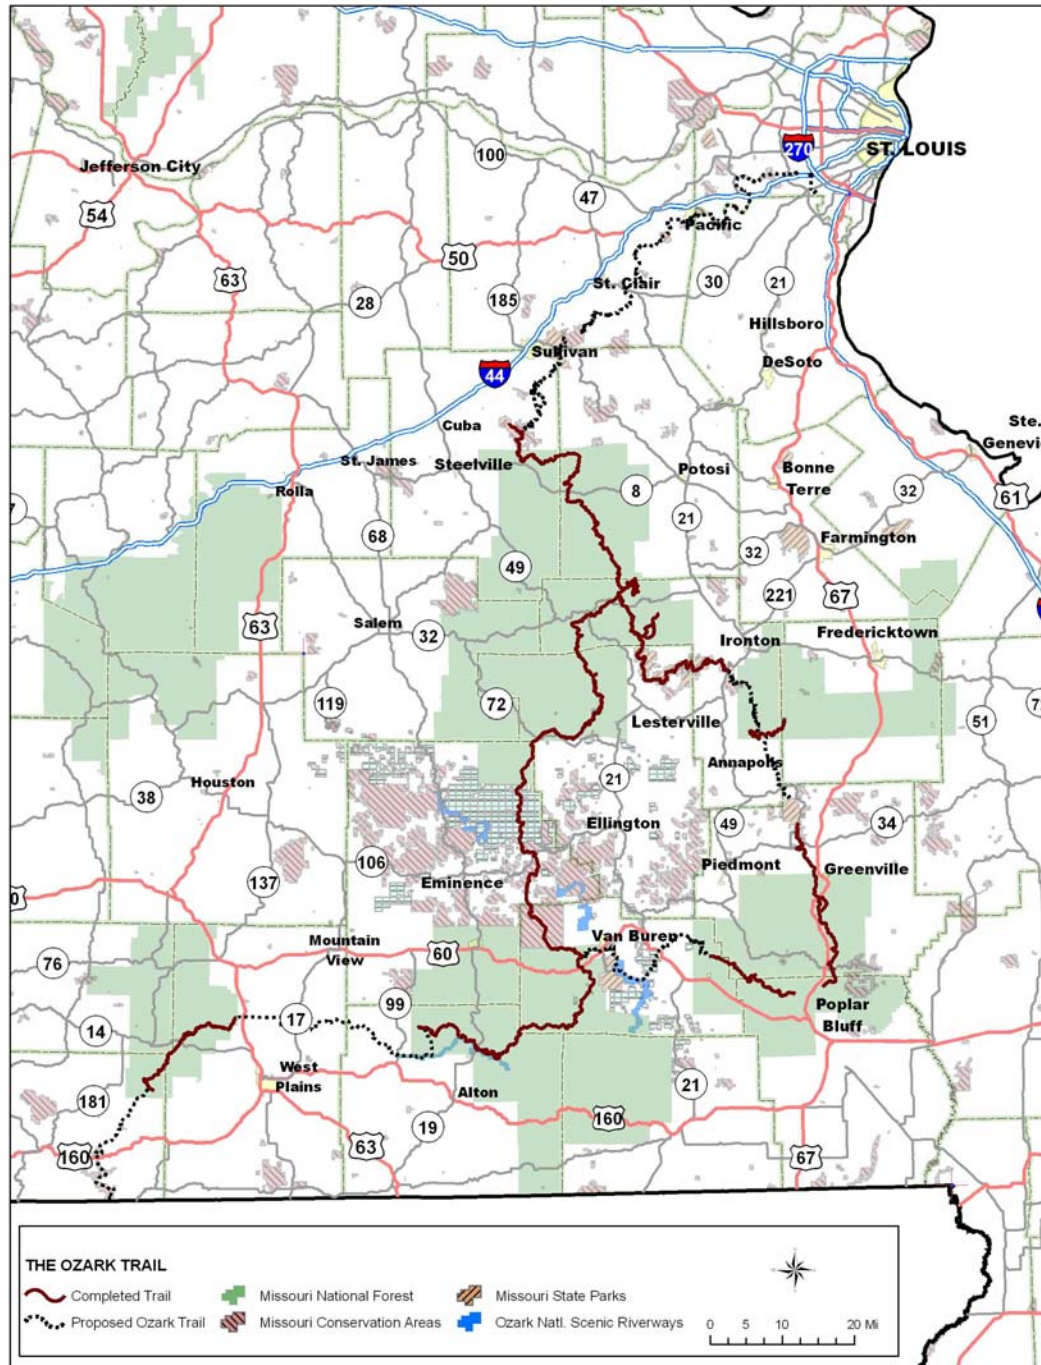 100
270
ST. LOUIS
Jefferson City
47
54
Pacific
50
63
St. Clair
30
21
28
185
Hillsboro
Sullivan
DeSoto
44
Cuba
Ste.
St. James
Steelville
Potosi
Bonne
Terre
Rolla
8
32
61
21
68
32
Farmington
49
221
67
63
Salem
32
Ironton
Fredericktown
119
72
Lesterville
51
Annapolis
21
Houston
38
Ellington
49
34
106
Piedmont
Greenville
137
Eminence
Mountain
View
60
Van Buren
76
99
Poplar
Bluff
14
17
West
Plains
21
Alton
181
160
19
63
160
67
THE OZARK TRAIL
Completed Trail
Missouri National Forest
Missouri State Parks
Proposed Ozark Trail
Missouri Conservation Areas
Ozark Natl. Scenic Riverways
0 5 10 20 Mi